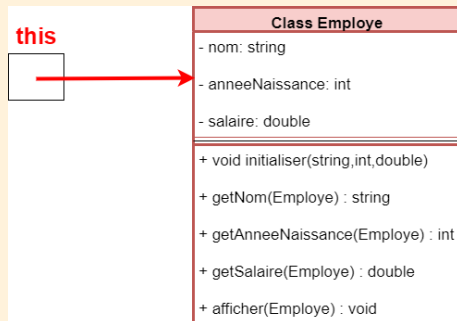 Class Employe
this
- nom: string
- anneeNaissance: int
- salaire: double
+ void initialiser(string,int,double)
+ getNom(Employe) : string
+ getAnneeNaissance(Employe) : int
+ getSalaire(Employe) : double
+ afficher(Employe) : void